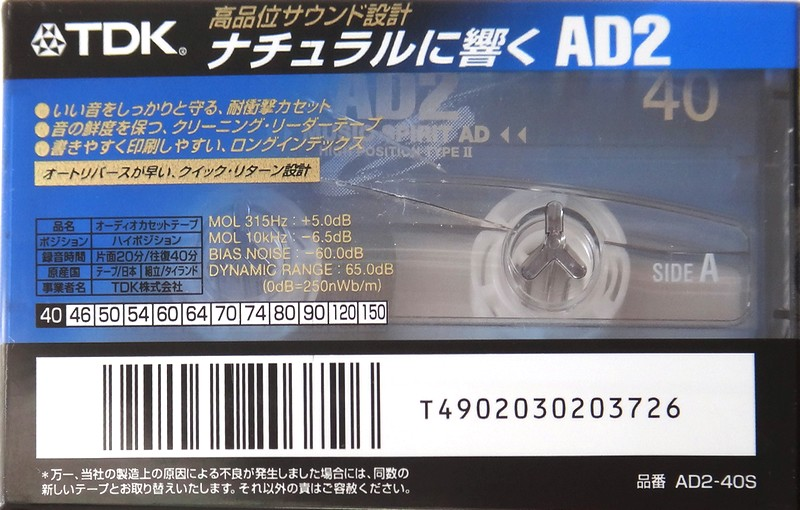 TDK®
高品位サウンド設計
ナチュラルに響く AD2
AD2
40
●いい音をしっかりと守る、耐衝撃カセット
●音の鮮度を保つ、クリーニング・リーダーテープ
●書きやすく印刷しやすい、ロングインデックス
SPIRIT AD ◀◀
HIGH POSITION TYPE II
オートリバースが早い、クイック・リターン設計
品名 オーディオカセットテープ
ポジション ハイポジション
録音時間 片面20分/往復40分
原産国 テープ/日本 組立/タイランド
事業者名 TDK株式会社
MOL 315Hz : +5.0dB
MOL 10kHz : −6.5dB
BIAS NOISE : −60.0dB
DYNAMIC RANGE : 65.0dB
(0dB=250nWb/m)
SIDE A
40 46 50 54 60 64 70 74 80 90 120 150
T4902030203726
*万一、当社の製造上の原因による不良が発生しました場合には、同数の
新しいテープとお取り替えいたします。それ以外の責はご容赦ください。
品番 AD2-40S